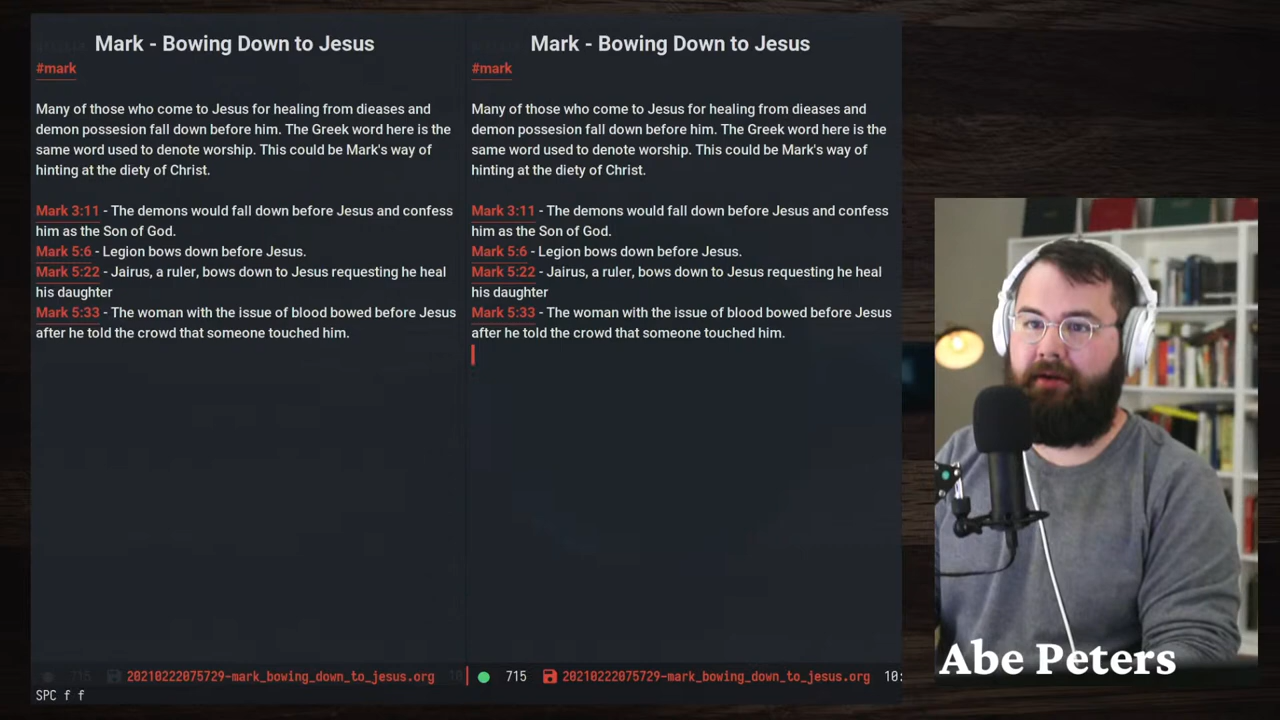 Mark - Bowing Down to Jesus
#mark
Many of those who come to Jesus for healing from dieases and
demon possesion fall down before him. The Greek word here is the
same word used to denote worship. This could be Mark's way of
hinting at the diety of Christ.
Mark 3:11 - The demons would fall down before Jesus and confess
him as the Son of God.
Mark 5:6 - Legion bows down before Jesus.
Mark 5:22 - Jairus, a ruler, bows down to Jesus requesting he heal
his daughter
Mark 5:33 - The woman with the issue of blood bowed before Jesus
after he told the crowd that someone touched him.
715 20210222075729-mark_bowing_down_to_jesus.org 10
Mark - Bowing Down to Jesus
#mark
Many of those who come to Jesus for healing from dieases and
demon possesion fall down before him. The Greek word here is the
same word used to denote worship. This could be Mark's way of
hinting at the diety of Christ.
Mark 3:11 - The demons would fall down before Jesus and confess
him as the Son of God.
Mark 5:6 - Legion bows down before Jesus.
Mark 5:22 - Jairus, a ruler, bows down to Jesus requesting he heal
his daughter
Mark 5:33 - The woman with the issue of blood bowed before Jesus
after he told the crowd that someone touched him.
715 20210222075729-mark_bowing_down_to_jesus.org 10:
SPC f f
Abe Peters